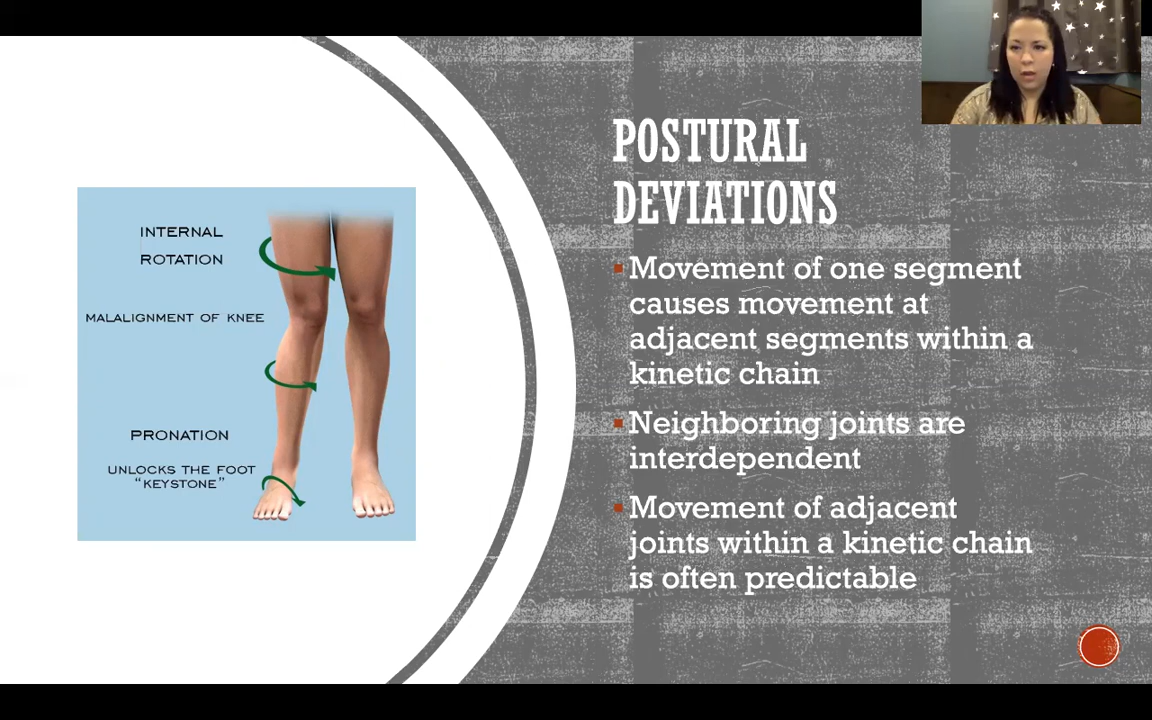 POSTURAL
DEVIATIONS
Movement of one segment
causes movement at
adjacent segments within a
kinetic chain
Neighboring joints are
interdependent
Movement of adjacent
joints within a kinetic chain
is often predictable
INTERNAL
ROTATION
MALALIGNMENT OF KNEE
PRONATION
UNLOCKS THE FOOT
“KEYSTONE”